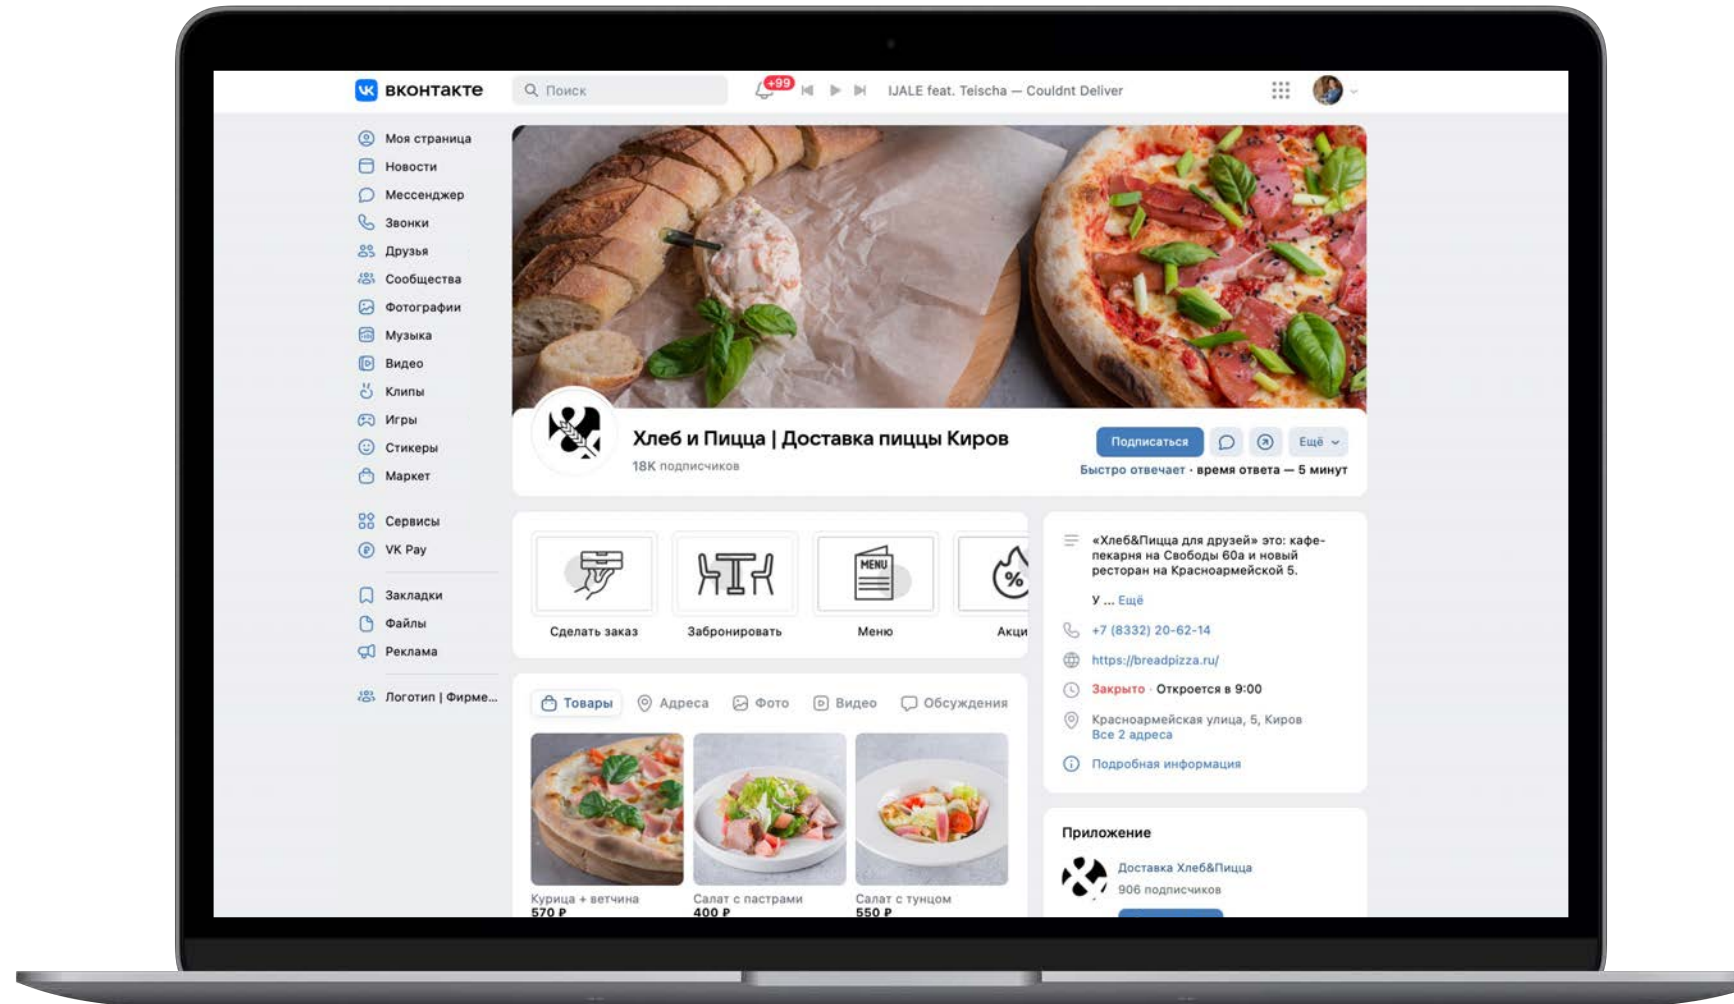 вконтакте
Поиск
+99
IJALE feat. Teischa — Couldnt Deliver
Моя страница
Новости
Мессенджер
Звонки
Друзья
Сообщества
Фотографии
Музыка
Видео
Клипы
Игры
Стикеры
Маркет
Сервисы
VK Pay
Закладки
Файлы
Реклама
Логотип | Фирме...
Хлеб и Пицца | Доставка пиццы Киров
18K подписчиков
Подписаться
Ещё
Быстро отвечает · время ответа — 5 минут
MENU
%
Сделать заказ
Забронировать
Меню
Акци
Товары
Адреса
Фото
Видео
Обсуждения
Курица + ветчина
570 ₽
Салат с пастрами
400 ₽
Салат с тунцом
550 ₽
«Хлеб&Пицца для друзей» это: кафе-
пекарня на Свободы 60а и новый
ресторан на Красноармейской 5.
У ... Ещё
+7 (8332) 20-62-14
https://breadpizza.ru/
Закрыто · Откроется в 9:00
Красноармейская улица, 5, Киров
Все 2 адреса
Подробная информация
Приложение
Доставка Хлеб&Пицца
906 подписчиков